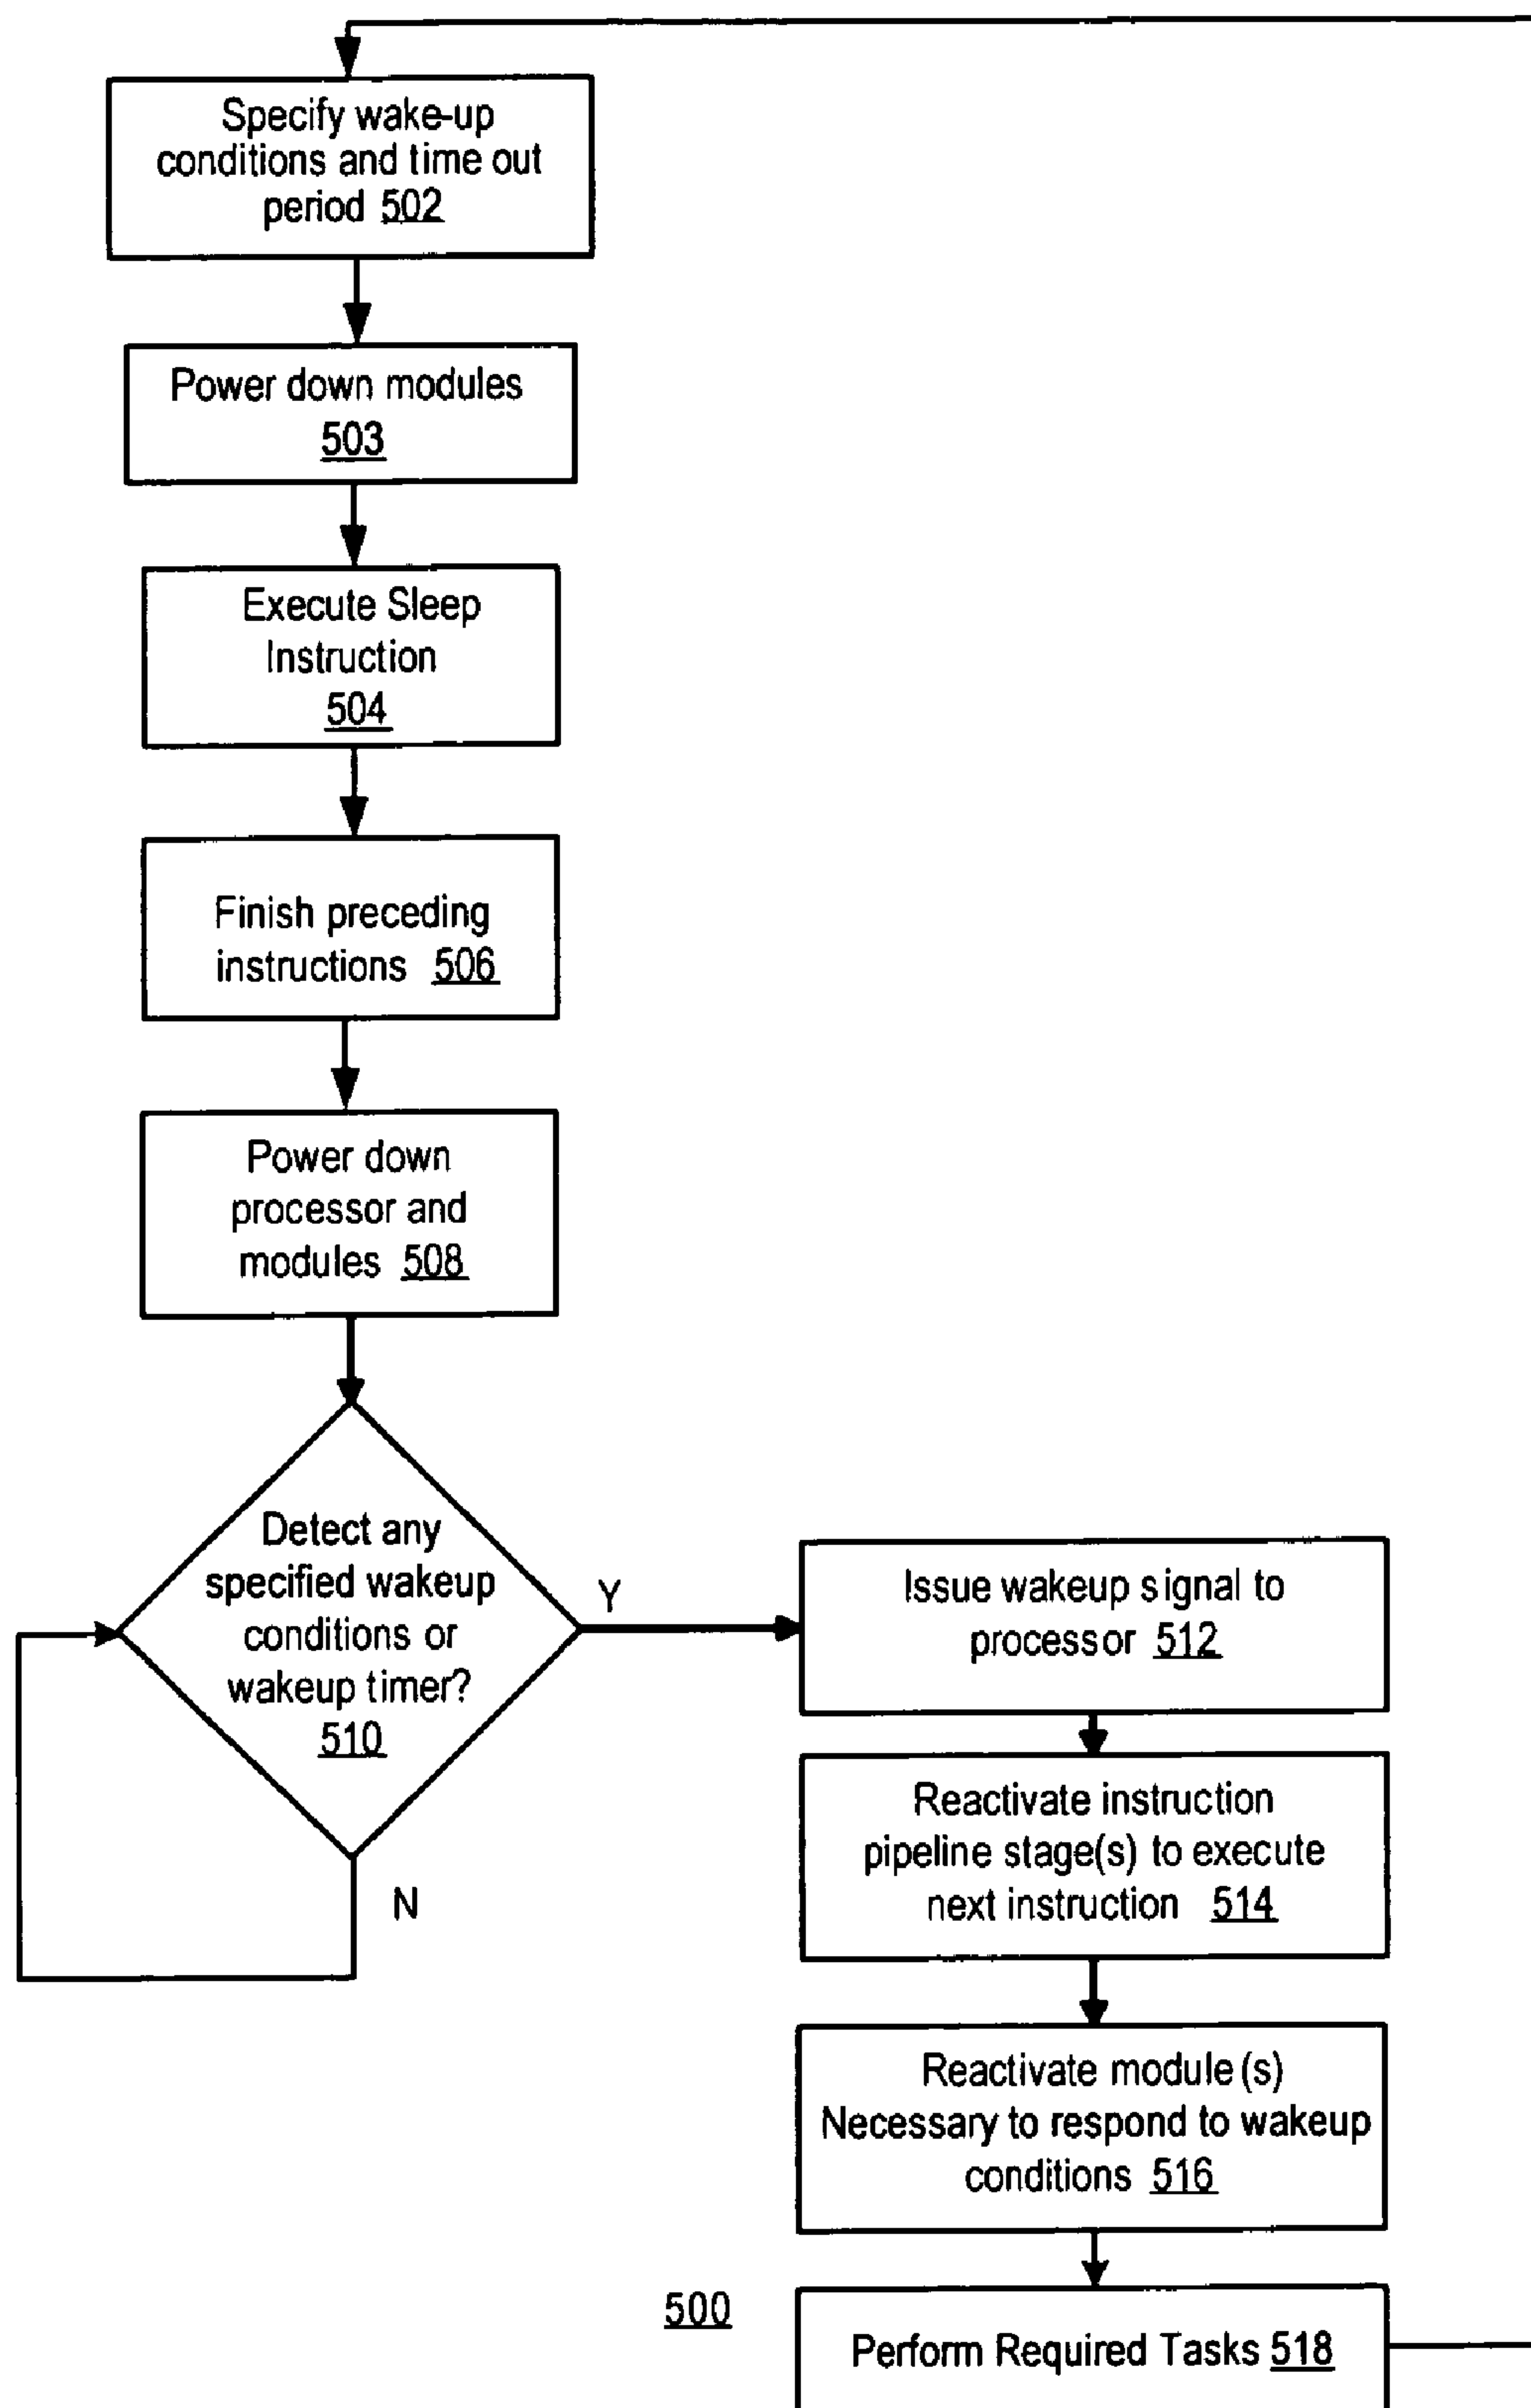 Specify wake-up
conditions and time out
period 502
Power down modules
503
Execute Sleep
Instruction
504
Finish preceding
instructions 506
Power down
processor and
modules 508
Detect any
specified wakeup
conditions or
wakeup timer?
510
Y
N
Issue wakeup signal to
processor 512
Reactivate instruction
pipeline stage(s) to execute
next instruction 514
Reactivate module(s)
Necessary to respond to wakeup
conditions 516
500
Perform Required Tasks 518